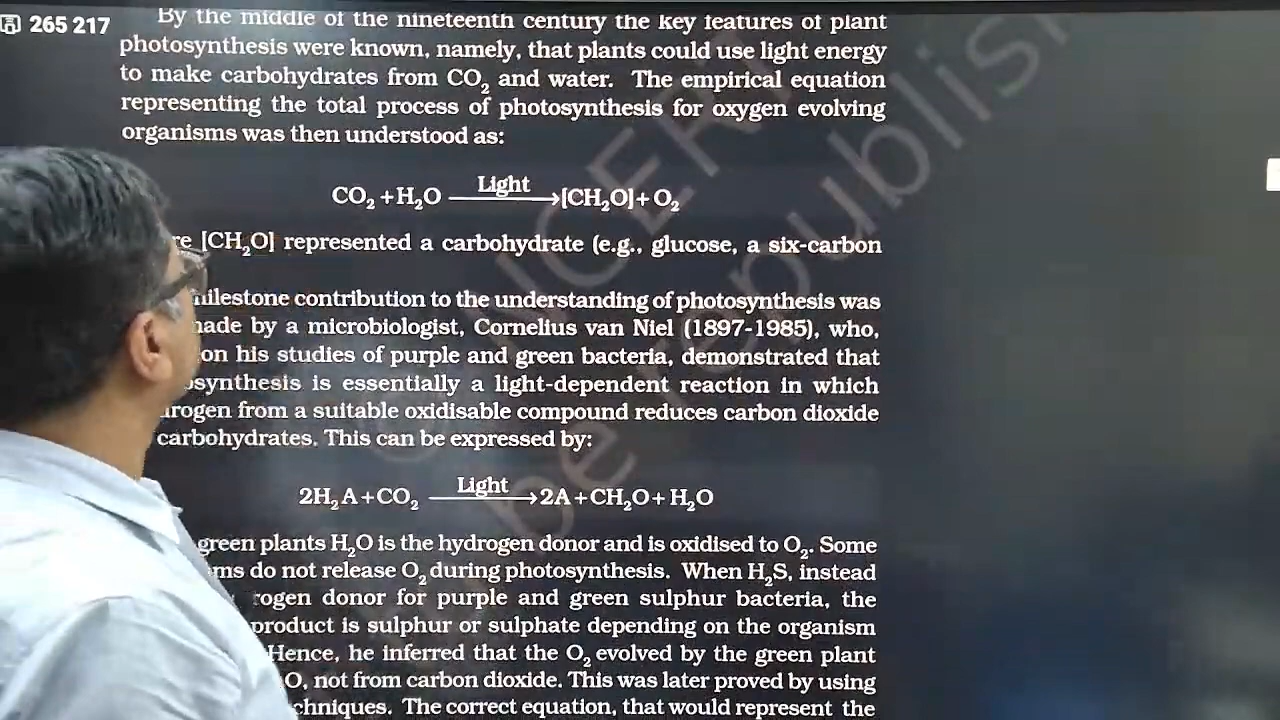 265 217
By the middle of the nineteenth century the key features of plant
photosynthesis were known, namely, that plants could use light energy
to make carbohydrates from CO₂ and water. The empirical equation
representing the total process of photosynthesis for oxygen evolving
organisms was then understood as:
CO₂ +H₂O Light→[CH₂O]+O₂
re [CH₂O] represented a carbohydrate (e.g., glucose, a six-carbon
milestone contribution to the understanding of photosynthesis was
made by a microbiologist, Cornelius van Niel (1897-1985), who,
on his studies of purple and green bacteria, demonstrated that
osynthesis is essentially a light-dependent reaction in which
drogen from a suitable oxidisable compound reduces carbon dioxide
carbohydrates. This can be expressed by:
2H₂A+CO₂ Light→2A+CH₂O+H₂O
green plants H₂O is the hydrogen donor and is oxidised to O₂. Some
ms do not release O₂ during photosynthesis. When H₂S, instead
rogen donor for purple and green sulphur bacteria, the
product is sulphur or sulphate depending on the organism
Hence, he inferred that the O₂ evolved by the green plant
O, not from carbon dioxide. This was later proved by using
chniques. The correct equation, that would represent the
NCERT
be republis